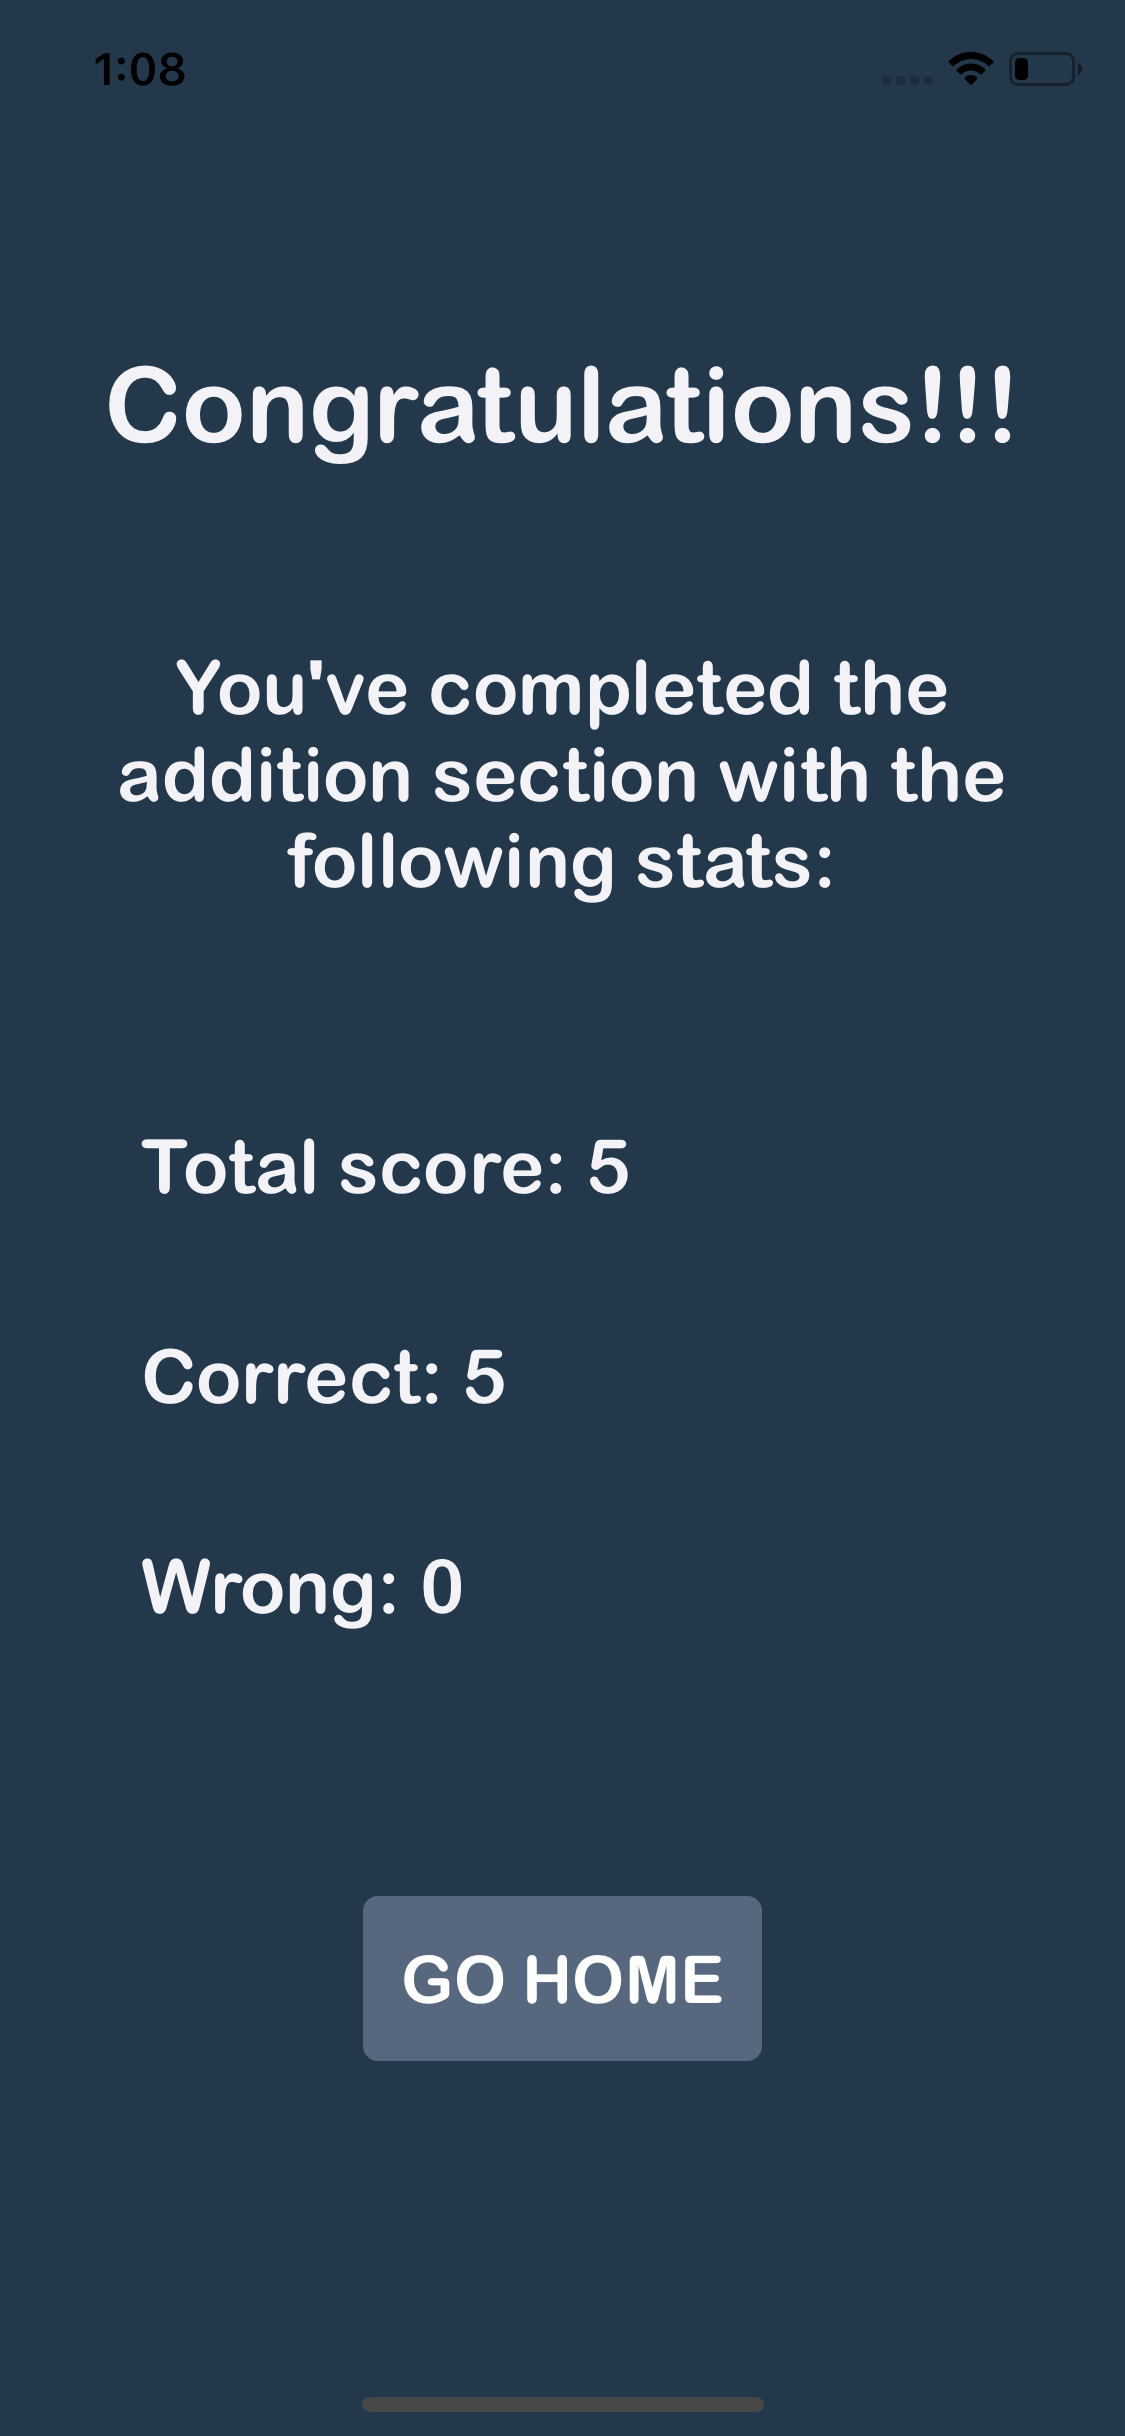 1:08
Congratulations!!!
You've completed the
addition section with the
following stats:
Total score: 5
Correct: 5
Wrong: 0
GO HOME